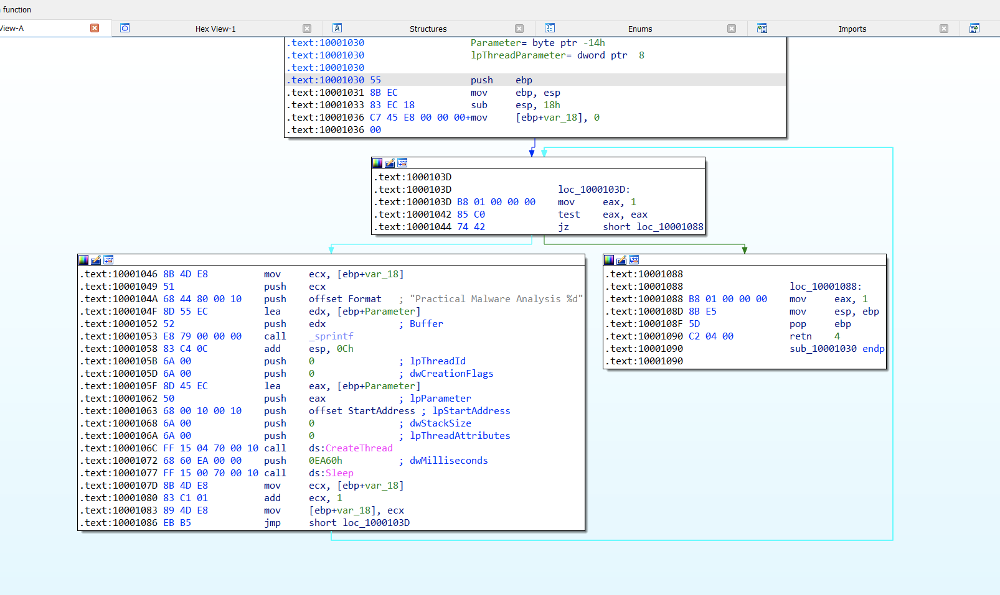 function
View-A
Hex View-1
Structures
Enums
Imports
.text:10001030 Parameter= byte ptr -14h
.text:10001030 lpThreadParameter= dword ptr 8
.text:10001030
.text:10001030 55 push ebp
.text:10001031 8B EC mov ebp, esp
.text:10001033 83 EC 18 sub esp, 18h
.text:10001036 C7 45 E8 00 00 00+mov [ebp+var_18], 0
.text:10001036 00
.text:1000103D
.text:1000103D loc_1000103D:
.text:1000103D B8 01 00 00 00 mov eax, 1
.text:10001042 85 C0 test eax, eax
.text:10001044 74 42 jz short loc_10001088
.text:10001046 8B 4D E8 mov ecx, [ebp+var_18]
.text:10001049 51 push ecx
.text:1000104A 68 44 80 00 10 push offset Format ; "Practical Malware Analysis %d"
.text:1000104F 8D 55 EC lea edx, [ebp+Parameter]
.text:10001052 52 push edx ; Buffer
.text:10001053 E8 79 00 00 00 call _sprintf
.text:10001058 83 C4 0C add esp, 0Ch
.text:1000105B 6A 00 push 0 ; lpThreadId
.text:1000105D 6A 00 push 0 ; dwCreationFlags
.text:1000105F 8D 45 EC lea eax, [ebp+Parameter]
.text:10001062 50 push eax ; lpParameter
.text:10001063 68 00 10 00 10 push offset StartAddress ; lpStartAddress
.text:10001068 6A 00 push 0 ; dwStackSize
.text:1000106A 6A 00 push 0 ; lpThreadAttributes
.text:1000106C FF 15 04 70 00 10 call ds:CreateThread
.text:10001072 68 60 EA 00 00 push 0EA60h ; dwMilliseconds
.text:10001077 FF 15 00 70 00 10 call ds:Sleep
.text:1000107D 8B 4D E8 mov ecx, [ebp+var_18]
.text:10001080 83 C1 01 add ecx, 1
.text:10001083 89 4D E8 mov [ebp+var_18], ecx
.text:10001086 EB B5 jmp short loc_1000103D
.text:10001088
.text:10001088 loc_10001088:
.text:10001088 B8 01 00 00 00 mov eax, 1
.text:1000108D 8B E5 mov esp, ebp
.text:1000108F 5D pop ebp
.text:10001090 C2 04 00 retn 4
.text:10001090 sub_10001030 endp
.text:10001090